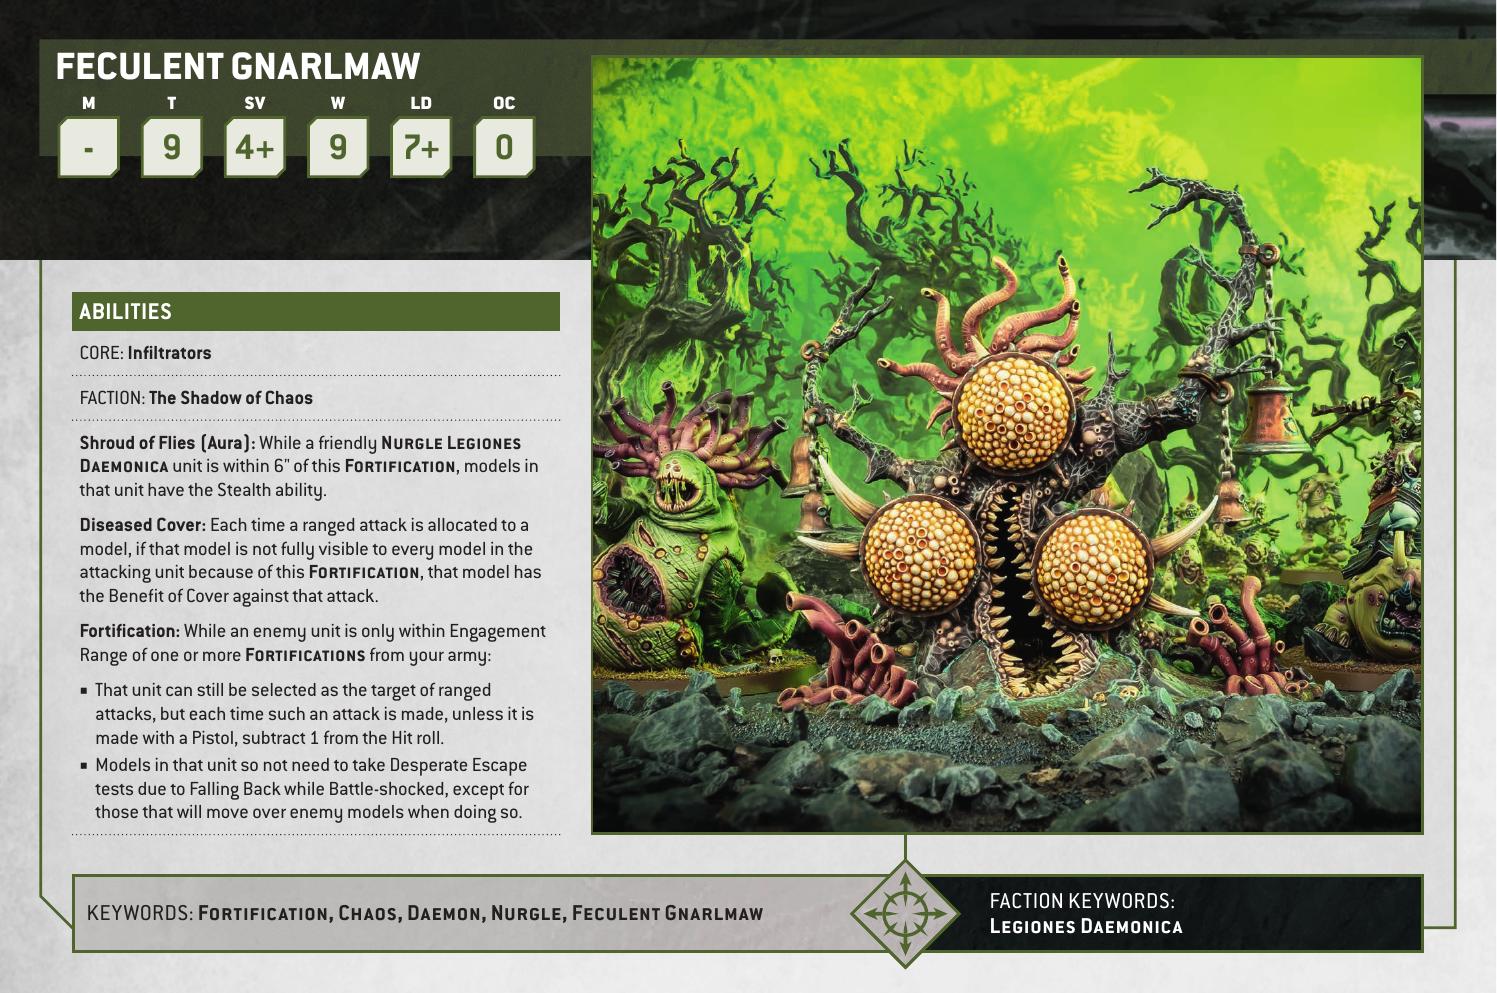 FECULENT GNARLMAW
M T SV W LD OC
- 9 4+ 9 7+ 0
ABILITIES
CORE: Infiltrators
FACTION: The Shadow of Chaos
Shroud of Flies (Aura): While a friendly NURGLE LEGIONES
DAEMONICA unit is within 6" of this FORTIFICATION, models in
that unit have the Stealth ability.
Diseased Cover: Each time a ranged attack is allocated to a
model, if that model is not fully visible to every model in the
attacking unit because of this FORTIFICATION, that model has
the Benefit of Cover against that attack.
Fortification: While an enemy unit is only within Engagement
Range of one or more FORTIFICATIONS from your army:
▪ That unit can still be selected as the target of ranged
attacks, but each time such an attack is made, unless it is
made with a Pistol, subtract 1 from the Hit roll.
▪ Models in that unit so not need to take Desperate Escape
tests due to Falling Back while Battle-shocked, except for
those that will move over enemy models when doing so.
KEYWORDS: FORTIFICATION, CHAOS, DAEMON, NURGLE, FECULENT GNARLMAW
FACTION KEYWORDS:
LEGIONES DAEMONICA